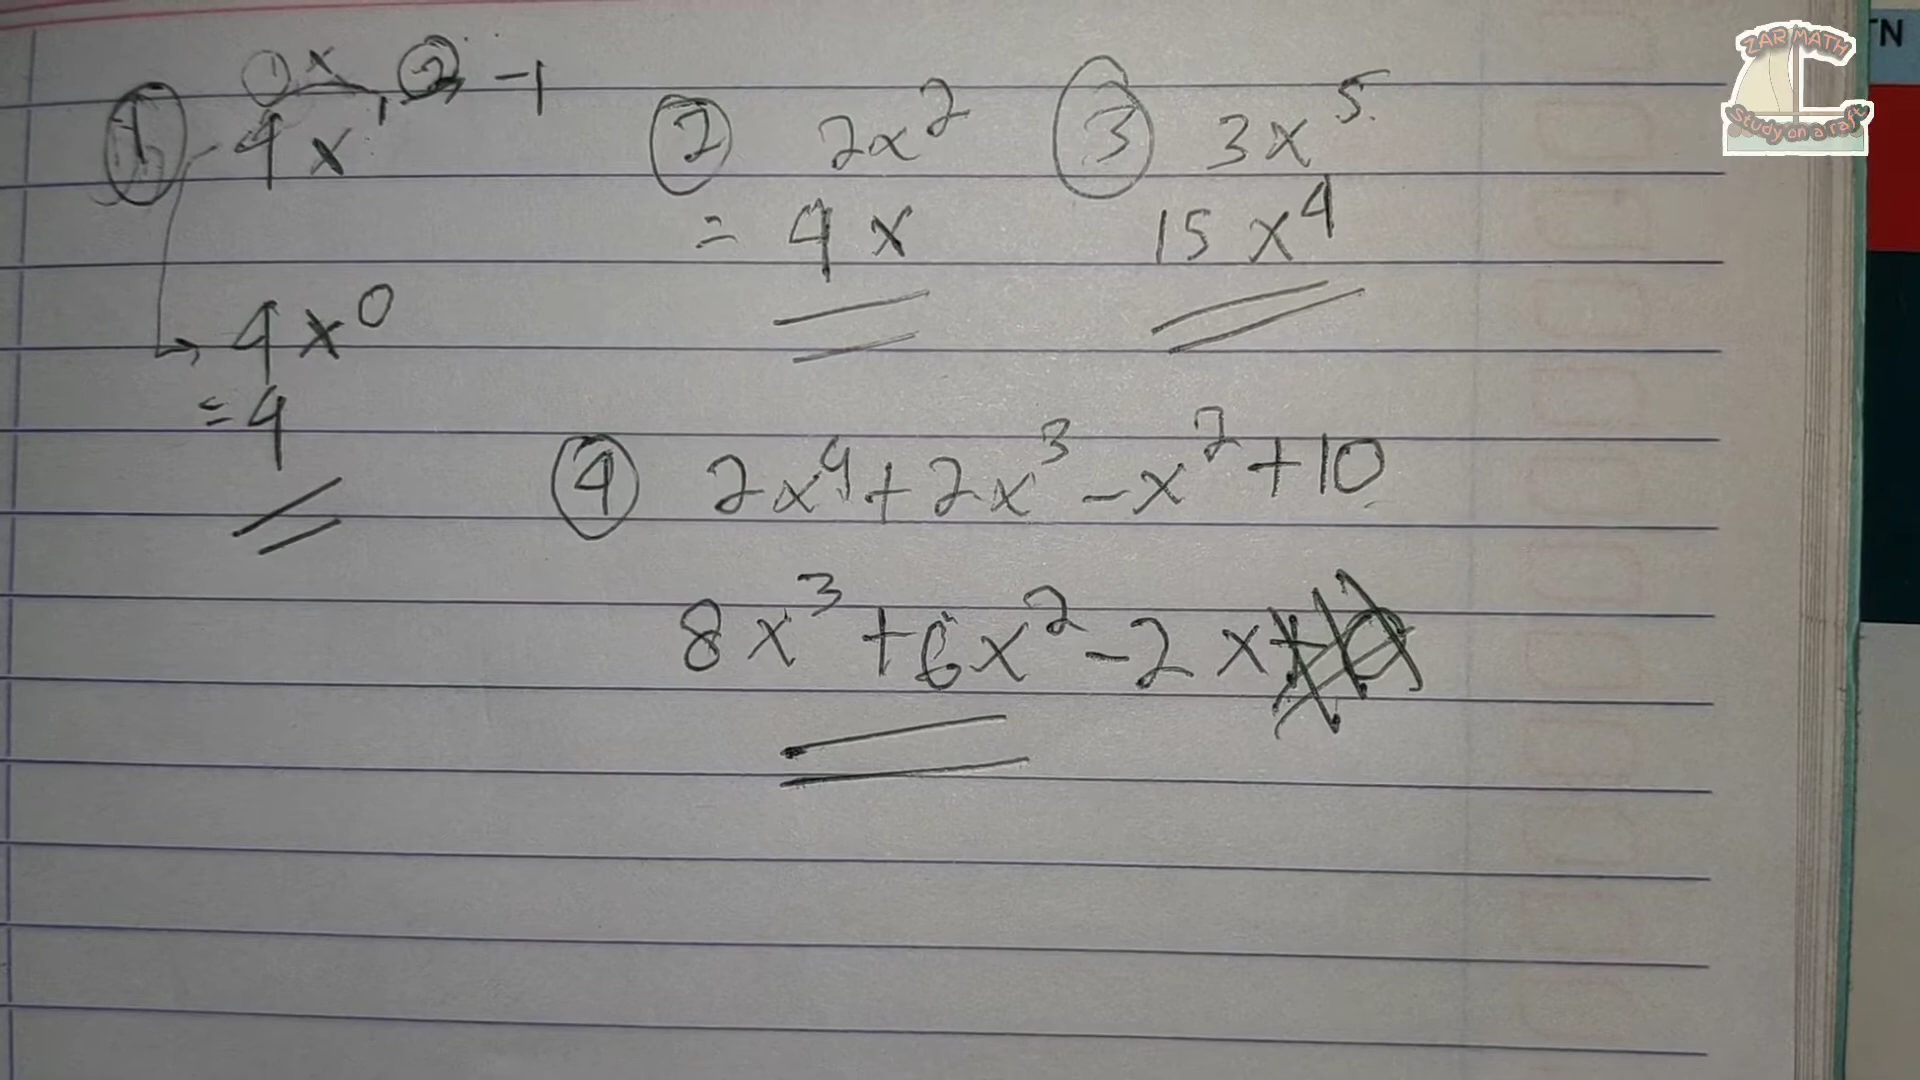 ① x ② -1
① 4x¹
4x⁰
=4
② 2x²
= 4x
③ 3x⁵
15x⁴
④ 2x⁴+2x³-x²+10
8x³+6x²-2x
ZAR MATH
Study on a raft
TN